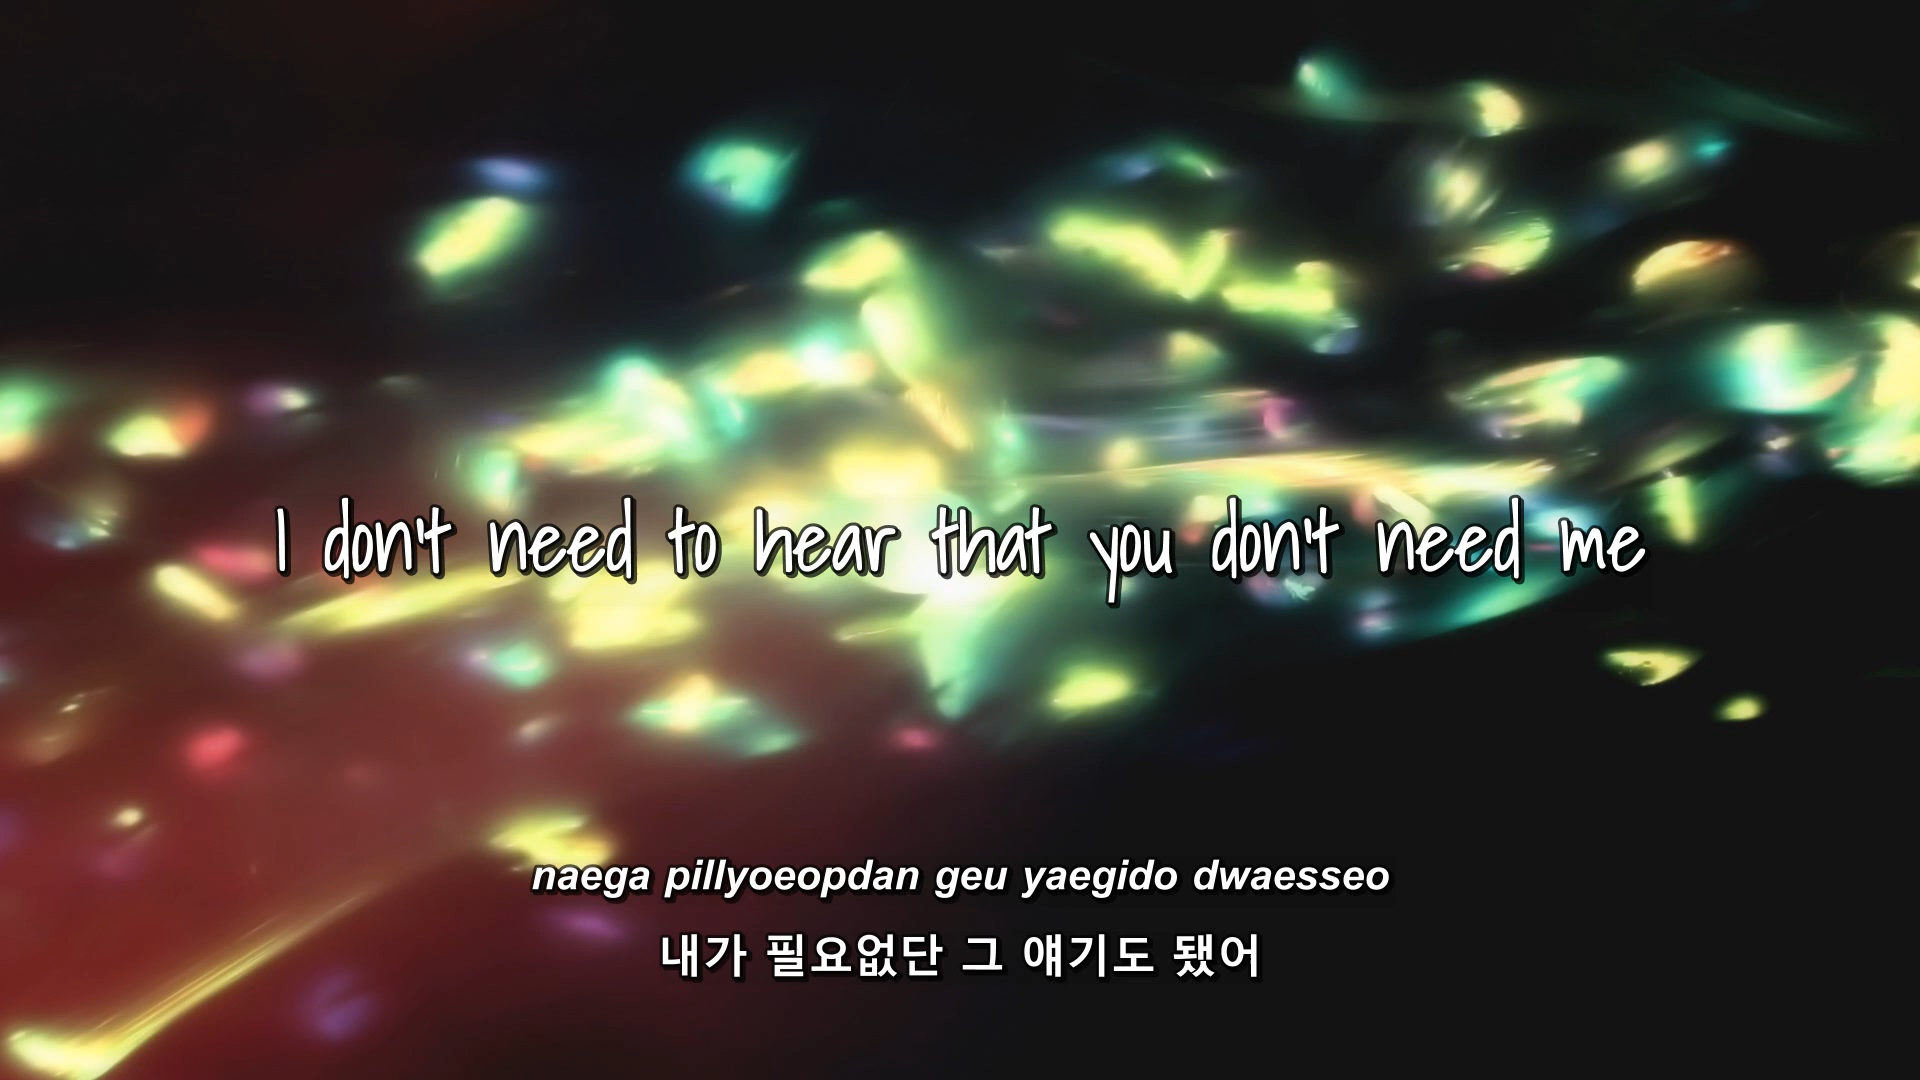 I don't need to hear that you don't need me
naega pillyoeopdan geu yaegido dwaesseo
내가 필요없단 그 얘기도 됐어